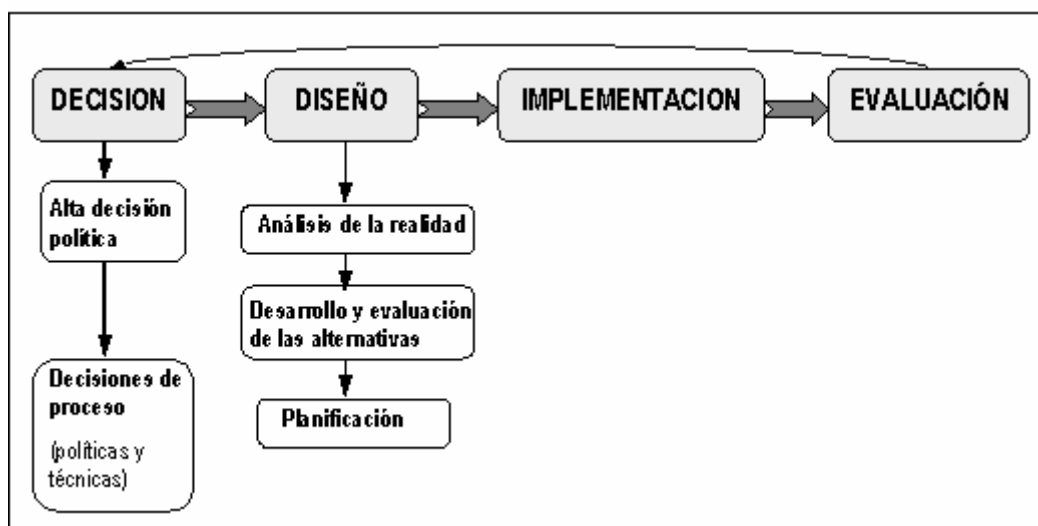 DECISION
DISEÑO
IMPLEMENTACION
EVALUACIÓN
Alta decisión
política
Decisiones de
proceso
(políticas y
técnicas)
Análisis de la realidad
Desarrollo y evaluación
de las alternativas
Planificación